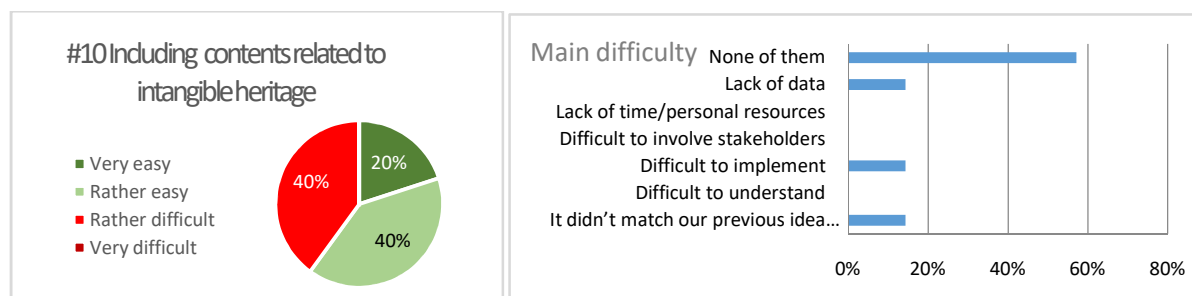 #10 Including contents related to
intangible heritage
Very easy
Rather easy
Rather difficult
Very difficult
20%
40%
40%
Main difficulty
None of them
Lack of data
Lack of time/personal resources
Difficult to involve stakeholders
Difficult to implement
Difficult to understand
It didn’t match our previous idea…
0% 20% 40% 60% 80%